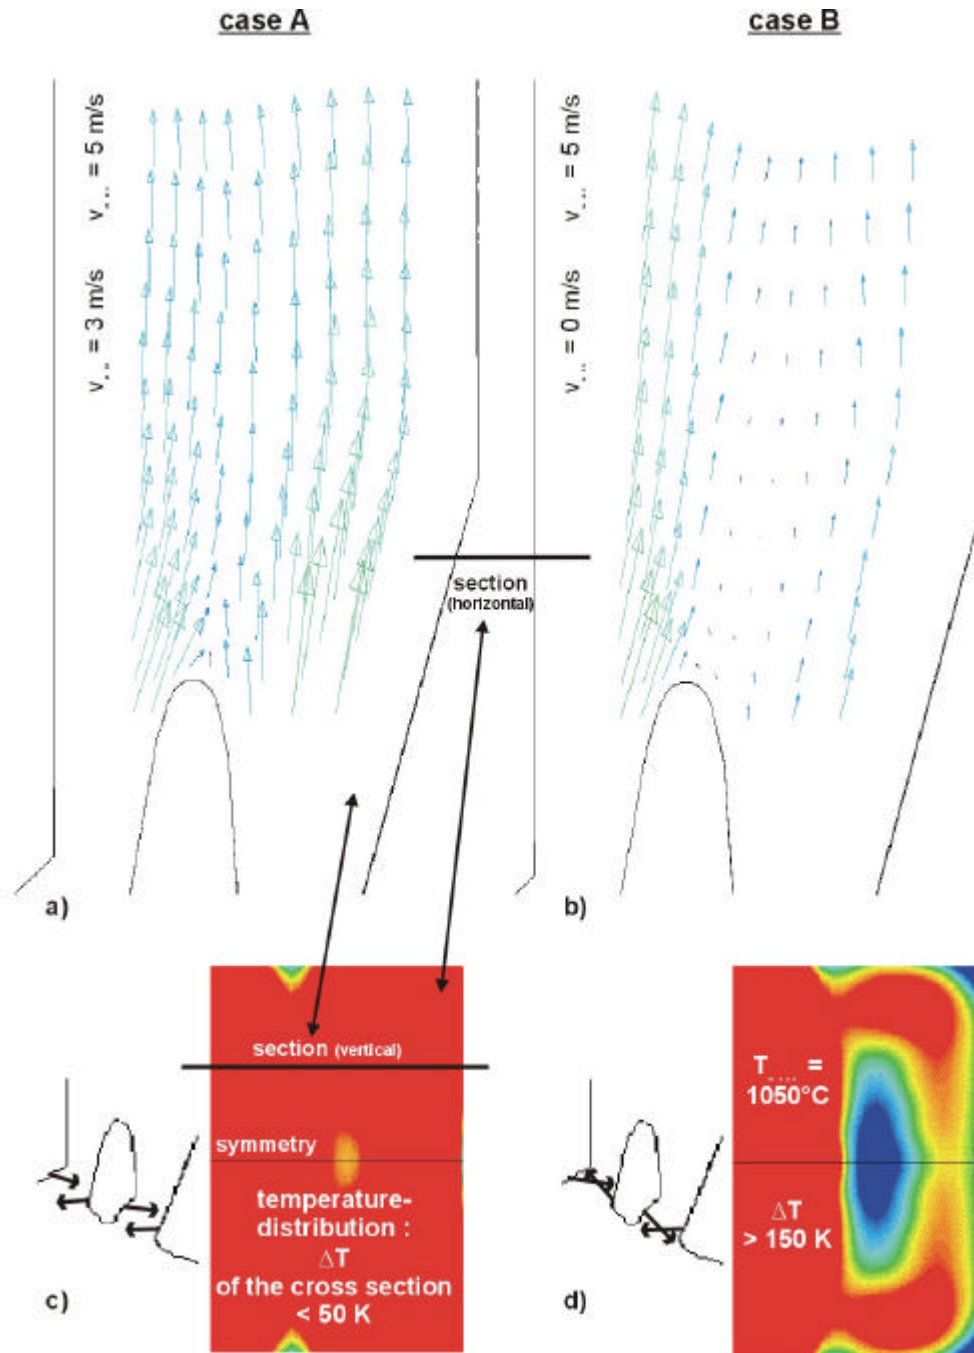 case A
case B
v.... = 3 m/s v.... = 5 m/s
v.... = 0 m/s v.... = 5 m/s
section
(horizontal)
a)
b)
section (vertical)
symmetry
temperature-
distribution :
ΔT
of the cross section
< 50 K
c)
T..... =
1050°C
ΔT
> 150 K
d)